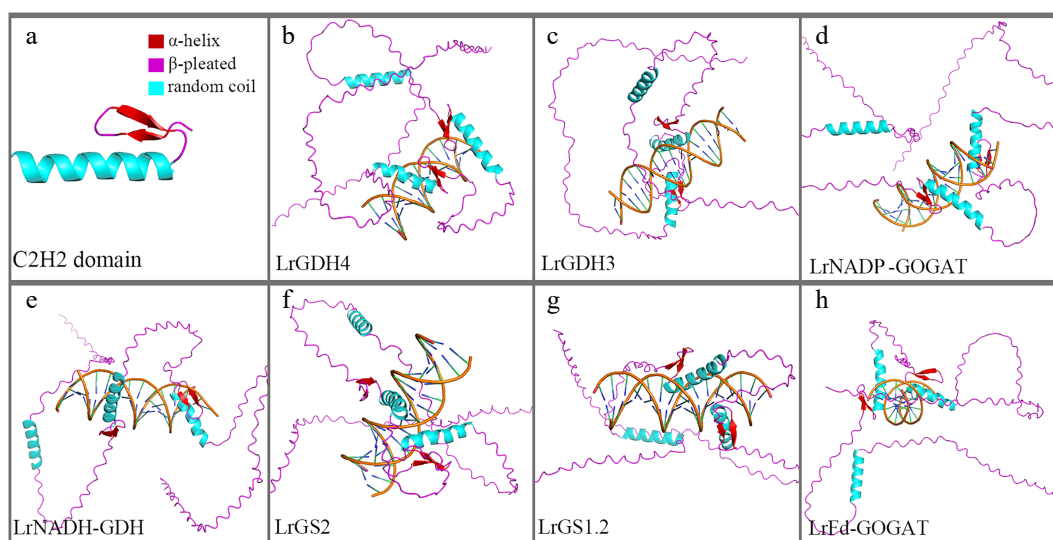 a
α-helix
β-pleated
random coil
C2H2 domain
b
LrGDH4
c
LrGDH3
d
LrNADP -GOGAT
e
LrNADH-GDH
f
LrGS2
g
LrGS1.2
h
LrFd-GOGAT